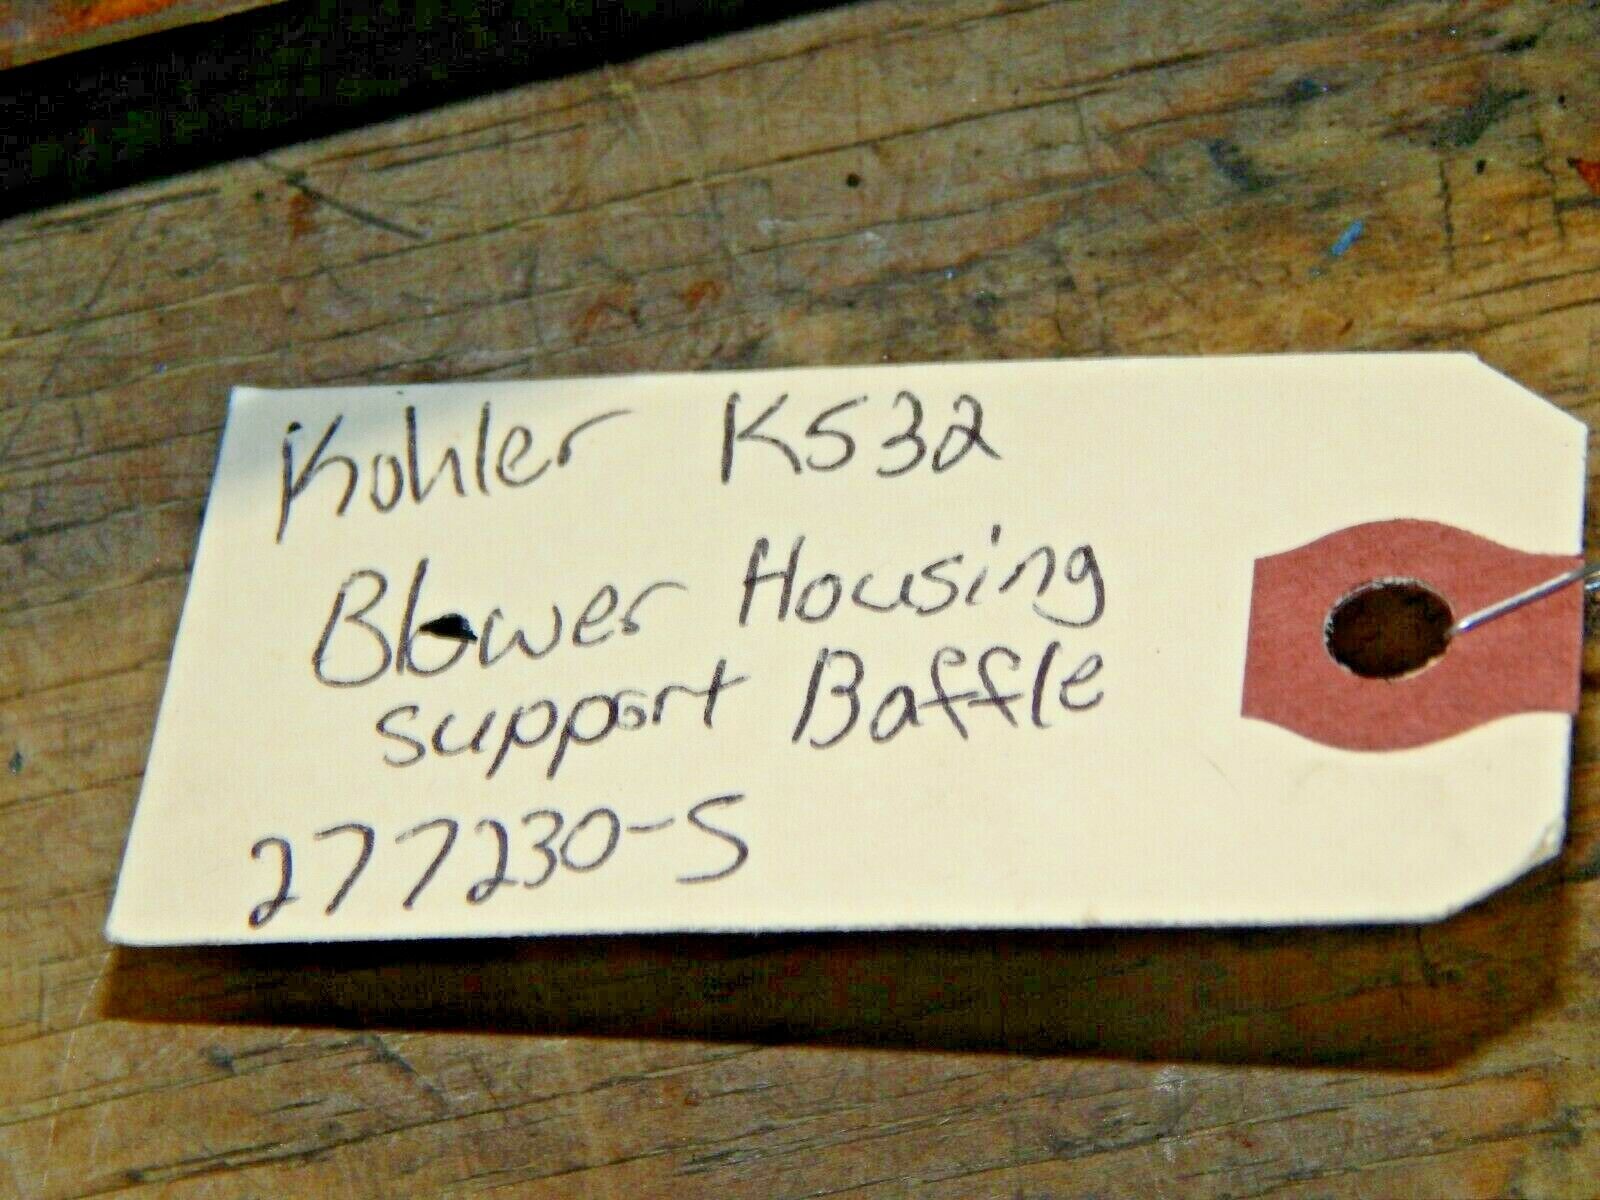 Kohler K532
Blower Housing
support Baffle
277230-S